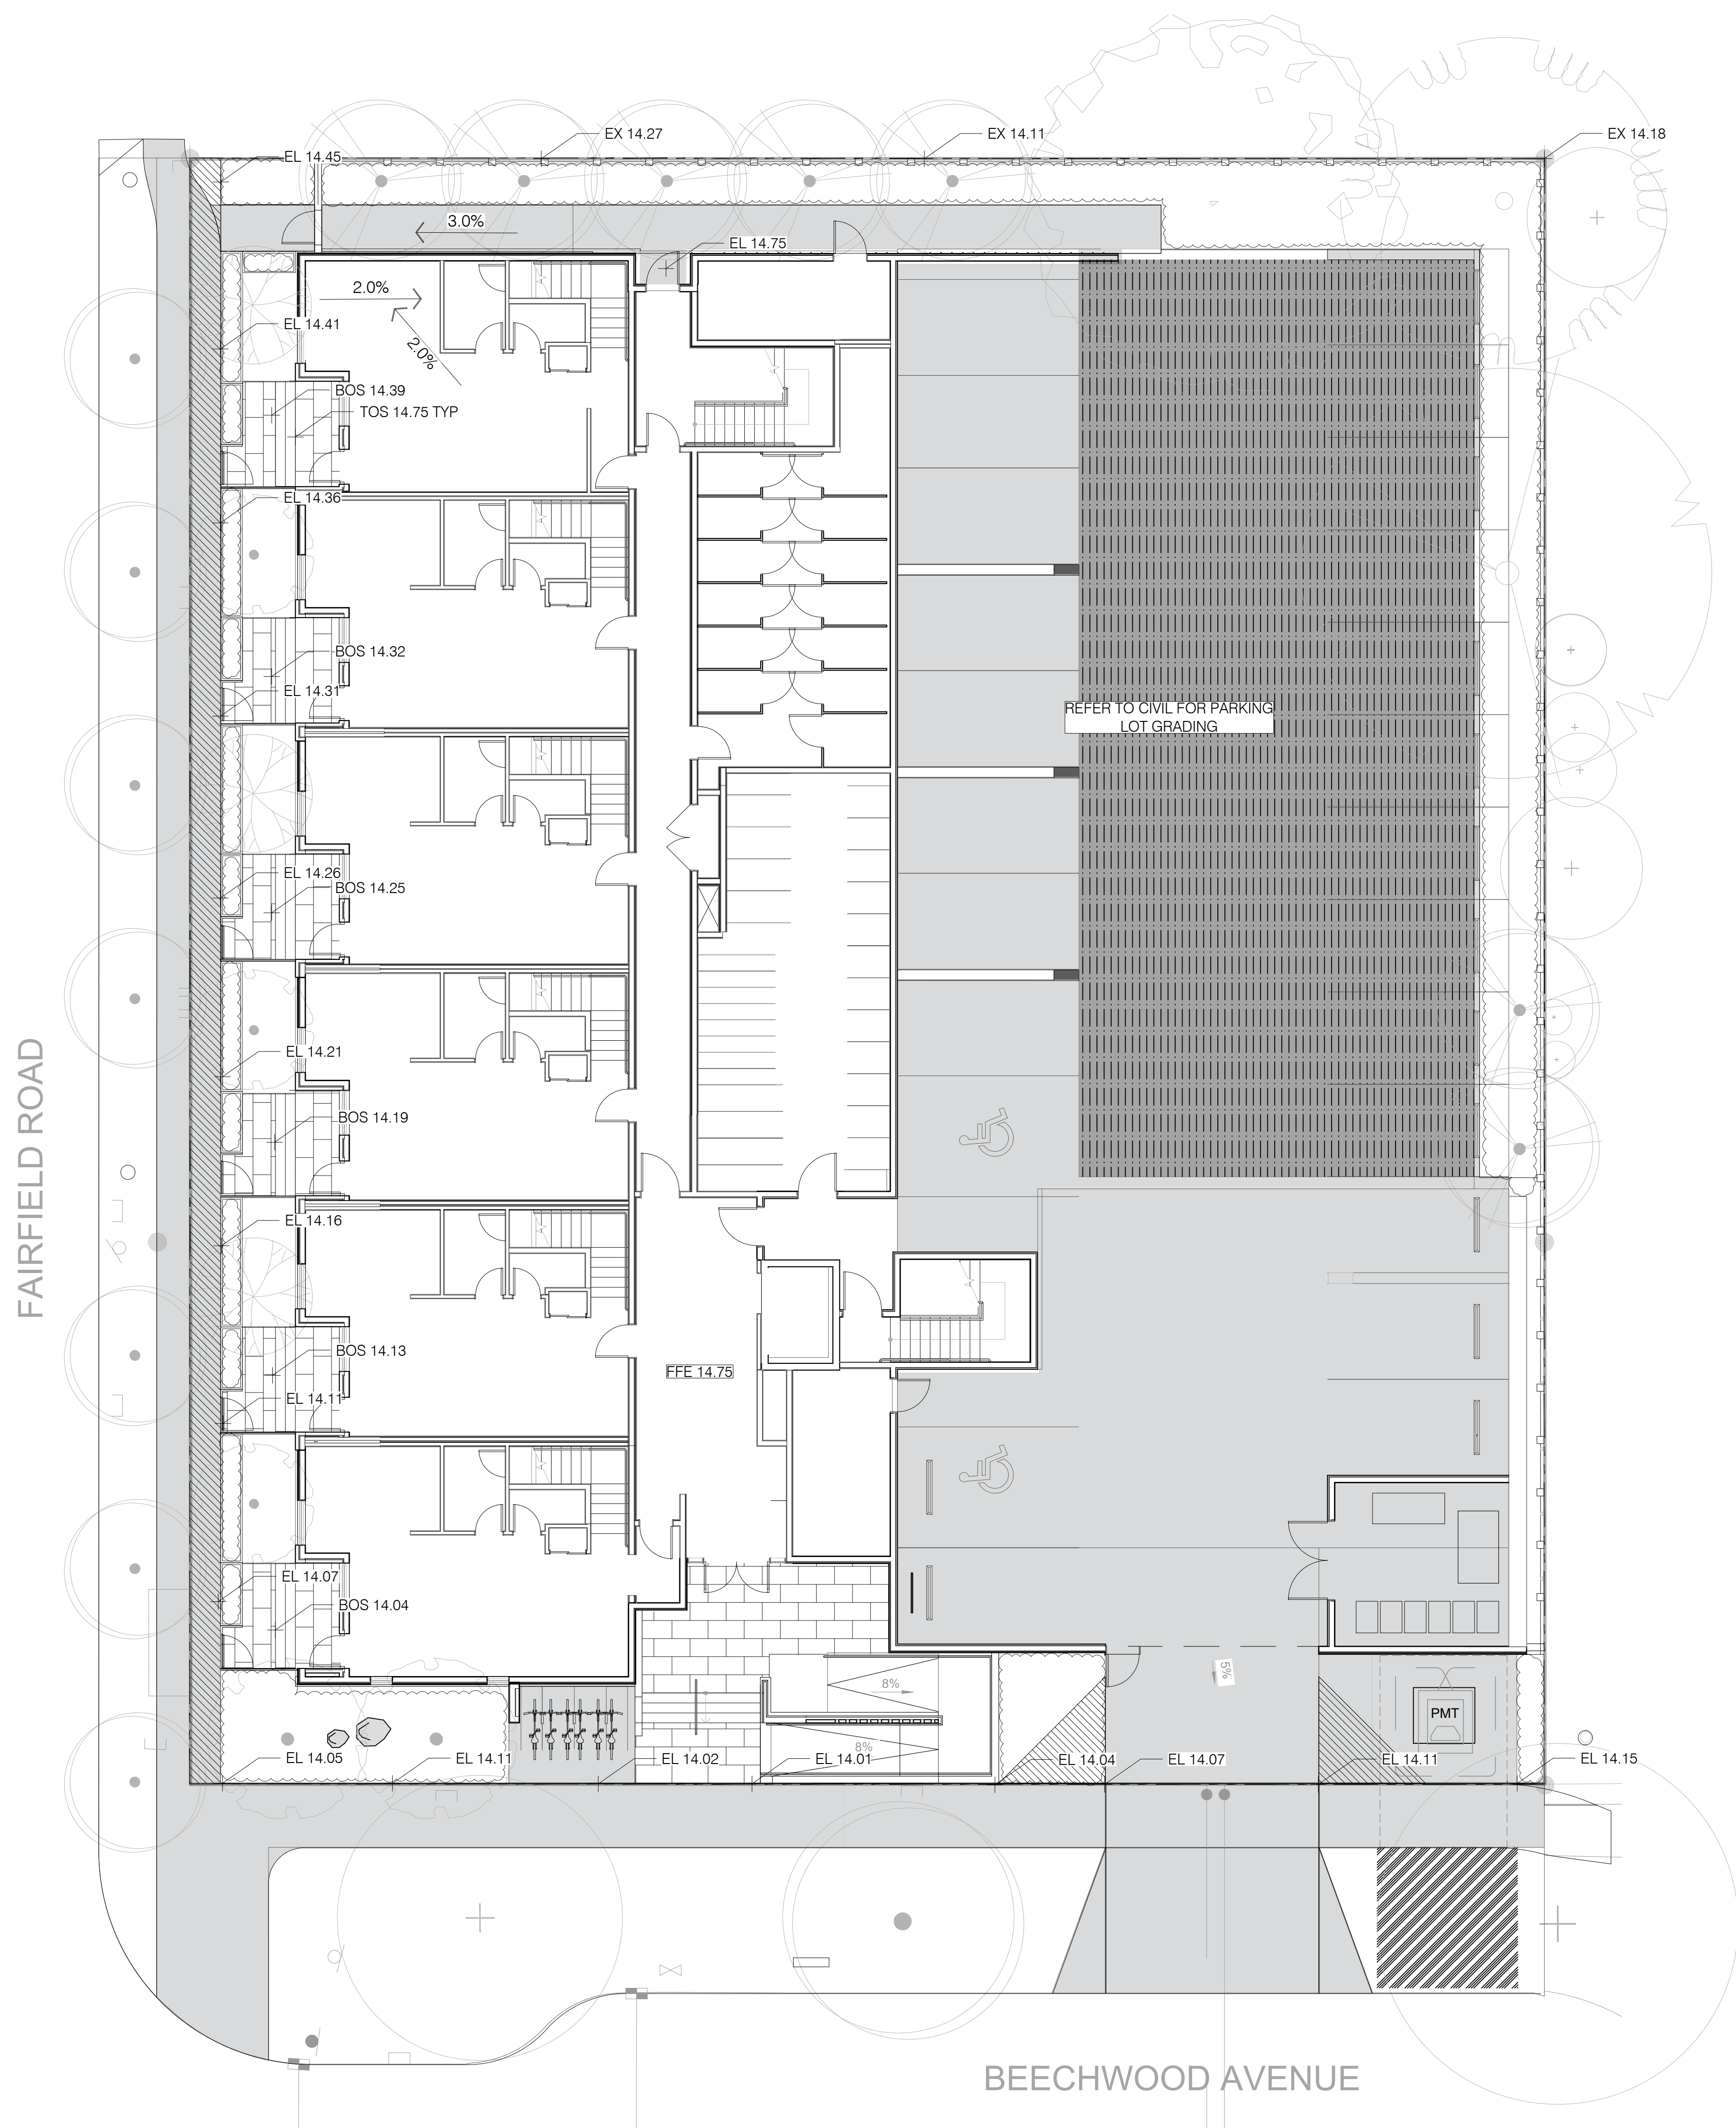 EX 14.27
EX 14.11
EX 14.18
EL 14.45
3.0%
EL 14.75
2.0%
EL 14.41
2.0%
BOS 14.39
TOS 14.75 TYP
EL 14.36
BOS 14.32
EL 14.31
REFER TO CIVIL FOR PARKING
LOT GRADING
EL 14.26
BOS 14.25
EL 14.21
BOS 14.19
FAIRFIELD ROAD
EL 14.16
BOS 14.13
FFE 14.75
EL 14.11
EL 14.07
BOS 14.04
5%
8%
PMT
8%
EL 14.05
EL 14.11
EL 14.02
EL 14.01
EL 14.04
EL 14.07
EL 14.11
EL 14.15
BEECHWOOD AVENUE